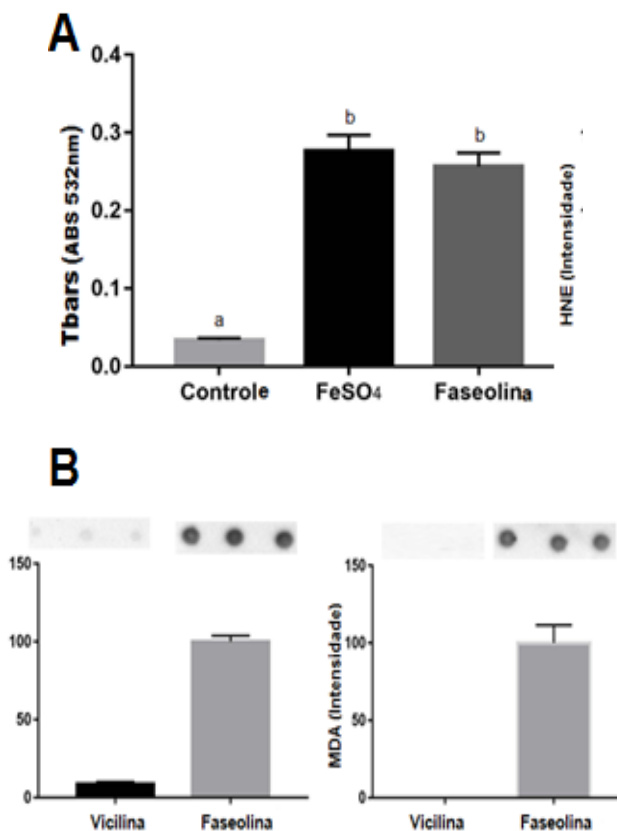 A
0.4
0.3
0.2
0.1
0.0
Tbars (ABS 532nm)
a
b
b
Controle
FeSO4
Faseolina
HNE (Intensidade)
B
150
100
50
0
Vicilina
Faseolina
MDA (Intensidade)
150
100
50
0
Vicilina
Faseolina